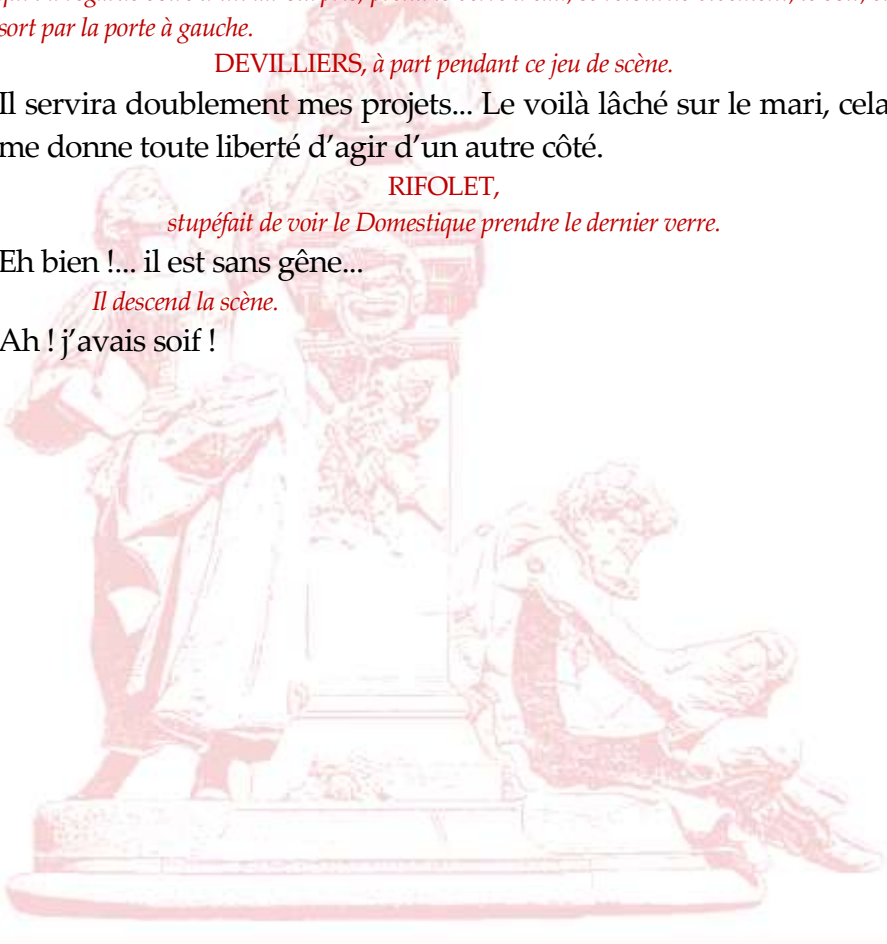 sort par la porte à gauche.
DEVILLIERS, à part pendant ce jeu de scène.
Il servira doublement mes projets... Le voilà lâché sur le mari, cela
me donne toute liberté d’agir d’un autre côté.
RIFOLET,
stupéfait de voir le Domestique prendre le dernier verre.
Eh bien !... il est sans gêne...
Il descend la scène.
Ah ! j’avais soif !